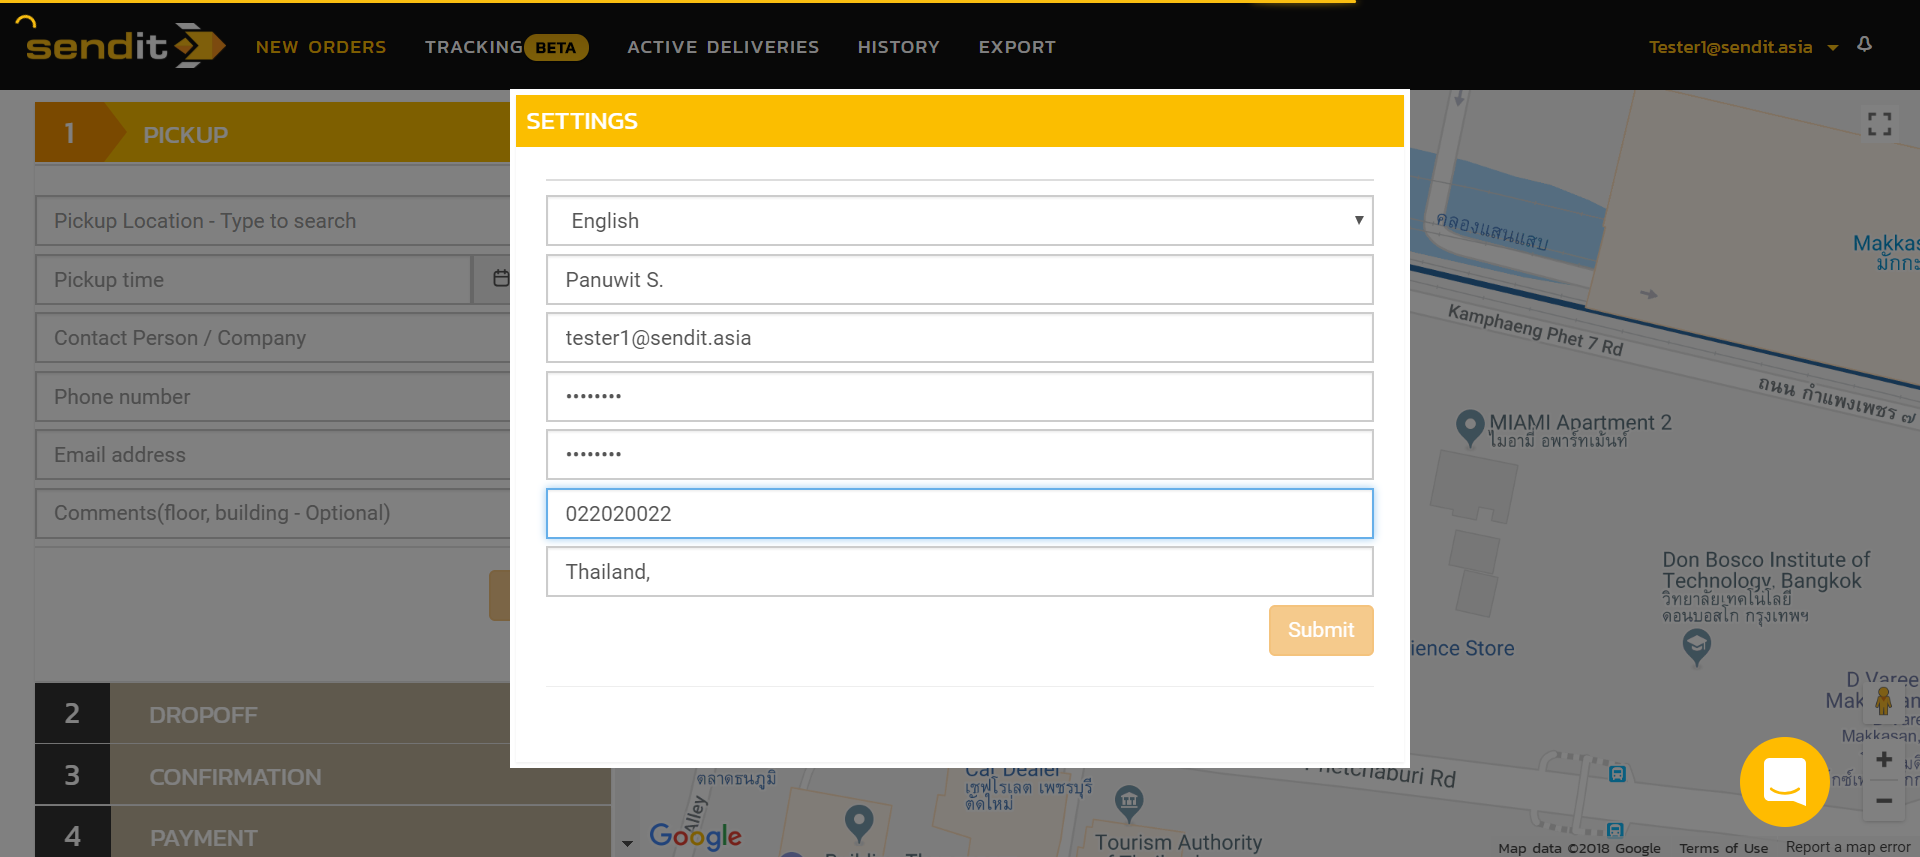 sendit
NEW ORDERS
TRACKING BETA
ACTIVE DELIVERIES
HISTORY
EXPORT
Tester1@sendit.asia
1 PICKUP
Pickup Location - Type to search
Pickup time
Contact Person / Company
Phone number
Email address
Comments(floor, building - Optional)
2 DROPOFF
3 CONFIRMATION
4 PAYMENT
SETTINGS
English
Panuwit S.
tester1@sendit.asia
••••••••
••••••••
022020022
Thailand,
Submit
คลองแสนแสบ
Makkas
มักกะ
Kamphaeng Phet 7 Rd
ถนน กำแพงเพชร ๗
MIAMI Apartment 2
ไมอามี่ อพาร์ทเม้นท์
Don Bosco Institute of
Technology, Bangkok
วิทยาลัยเทคโนโลยี
ดอนบอสโก กรุงเทพฯ
ience Store
D Varee
Mak
Makkasan,
Phetchaburi Rd
ตลาดธนภูมิ
Car Dealer
เชฟโรเลต เพชรบุรี
ตัดใหม่
Alley
Google
Tourism Authority
Map data ©2018 Google
Terms of Use
Report a map error